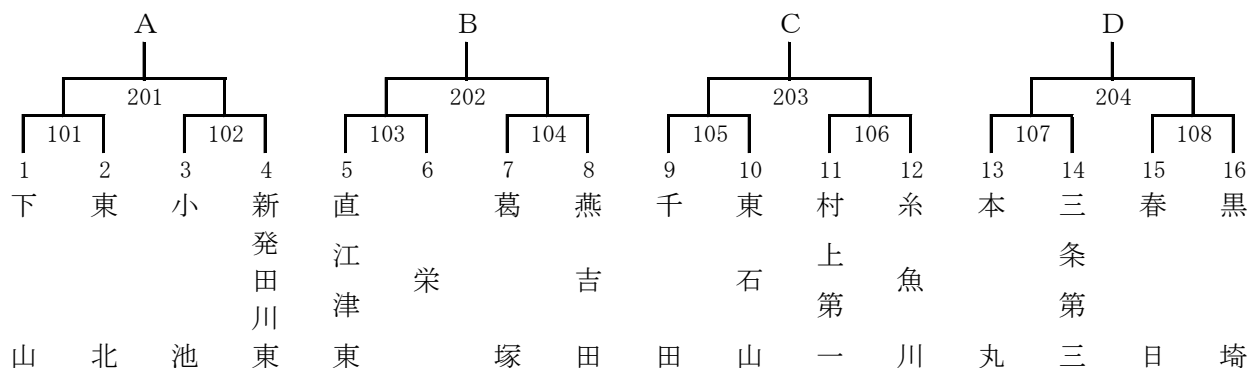 A B C D
201 202 203 204
101 102 103 104 105 106 107 108
1 2 3 4 5 6 7 8 9 10 11 12 13 14 15 16
下山
東北
小池
新発田川東
直江津東
栄
葛塚
燕吉田
千田
東石山
村上第一
糸魚川
本丸
三条第三
春日
黒埼